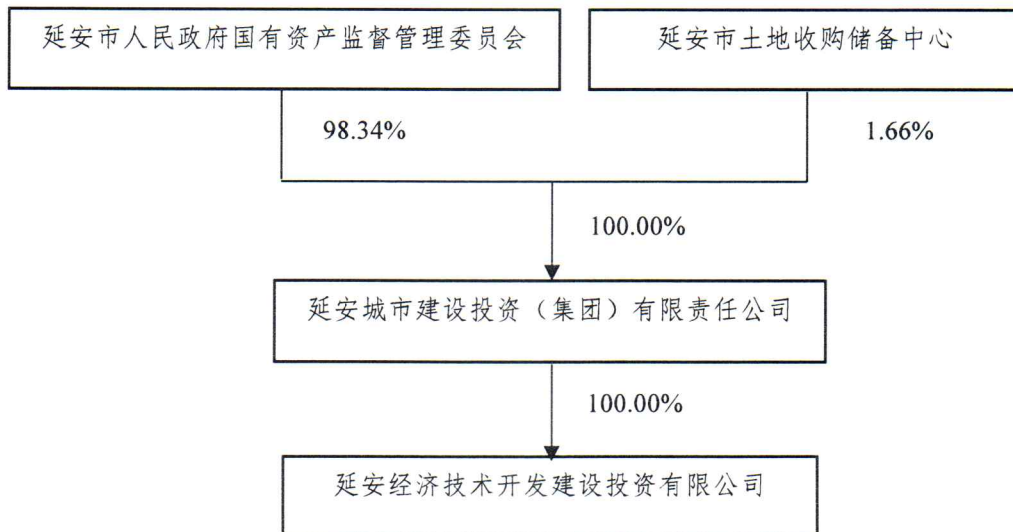 延安市人民政府国有资产监督管理委员会
延安市土地收购储备中心
98.34%
1.66%
100.00%
延安城市建设投资（集团）有限责任公司
100.00%
延安经济技术开发建设投资有限公司